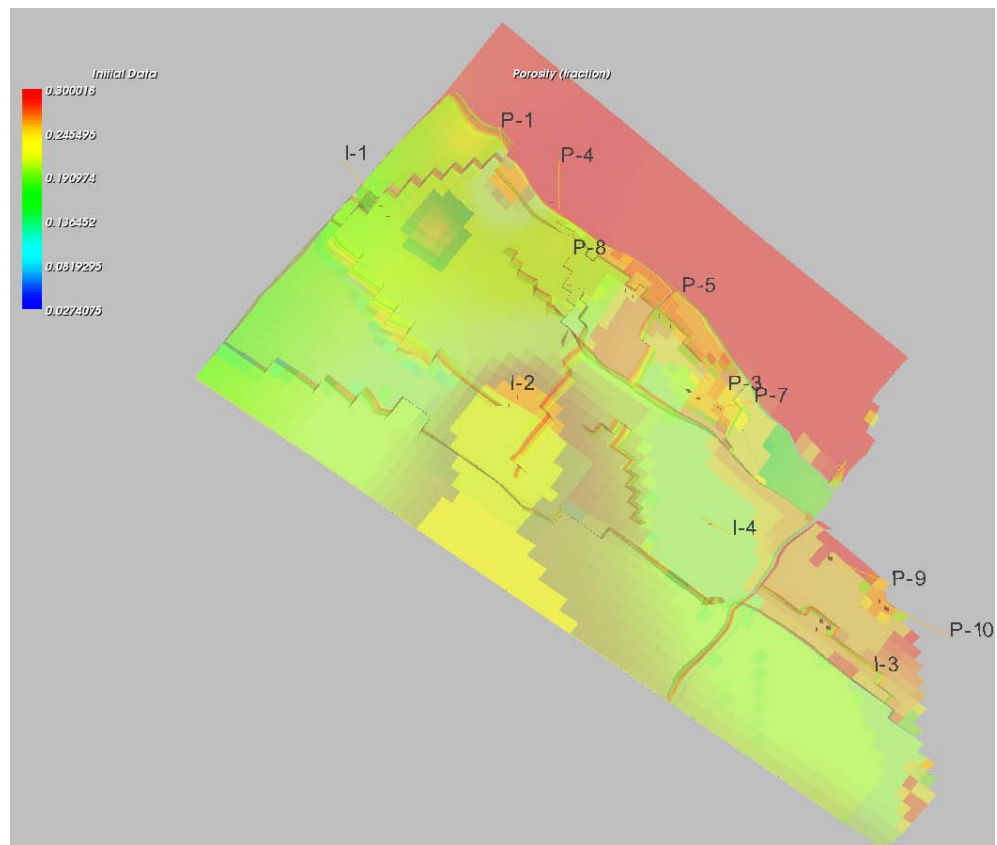 Initial Data
Porosity (fraction)
0.300018
0.245496
0.190974
0.136452
0.0819295
0.0274075
P-1
I-1
P-4
P-8
P-5
I-2
P-3
P-7
I-4
P-9
P-10
I-3